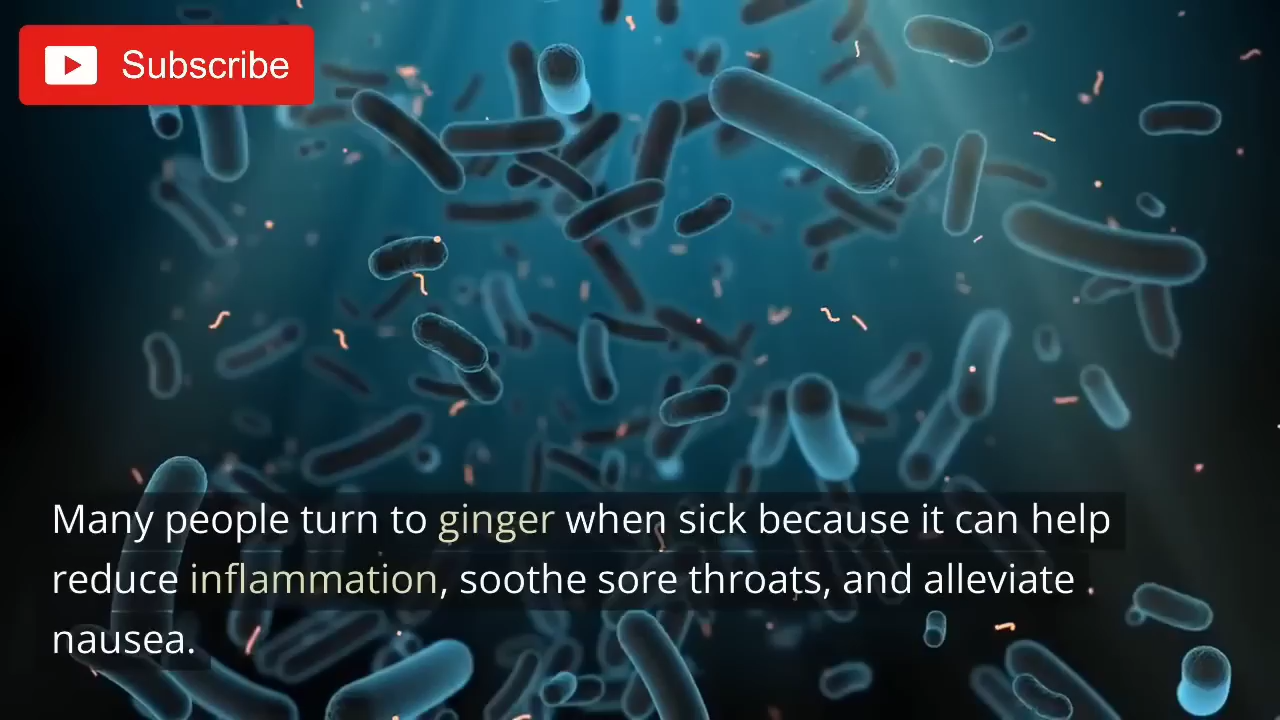 Subscribe
Many people turn to ginger when sick because it can help
reduce inflammation, soothe sore throats, and alleviate
nausea.